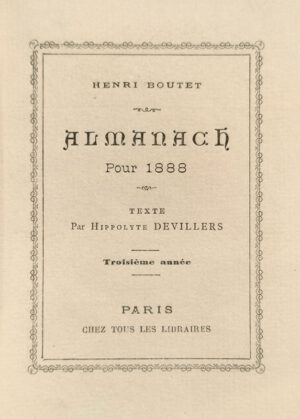 HENRI BOUTET
ALMANACH
Pour 1888
TEXTE
Par HIPPOLYTE DEVILLERS
Troisième année
PARIS
CHEZ TOUS LES LIBRAIRES